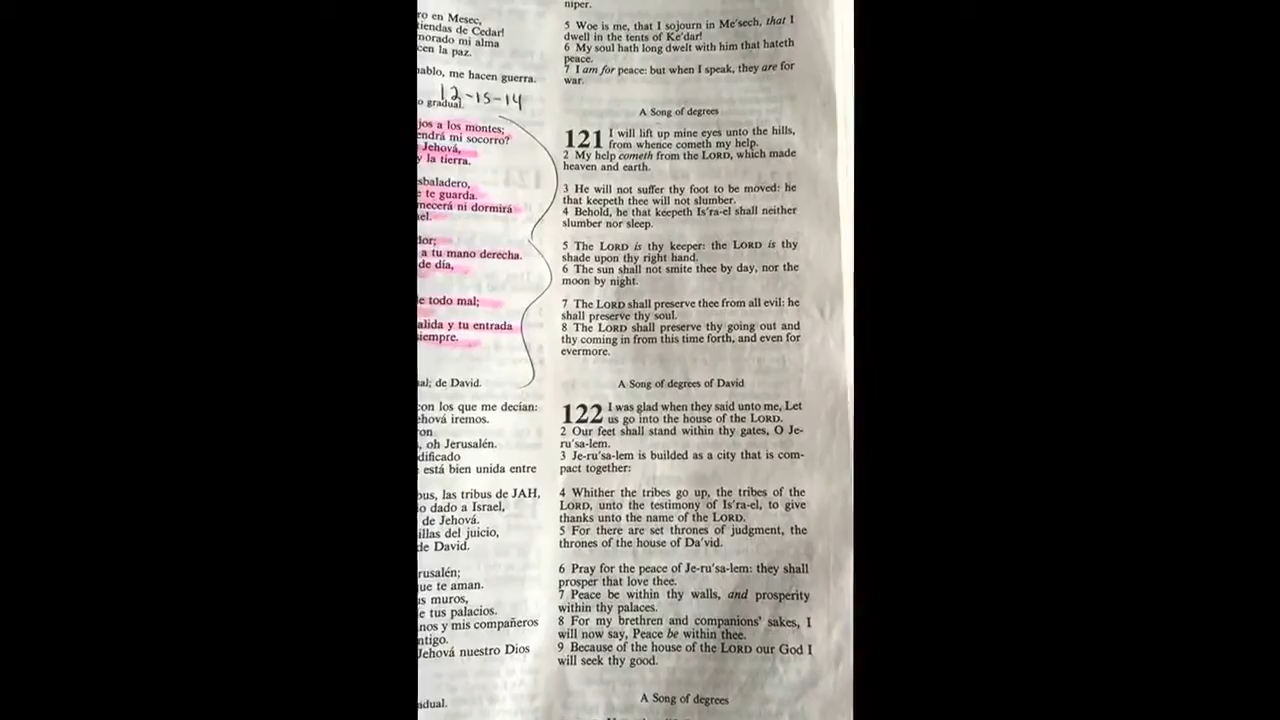 ro en Mesec,
tiendas de Cedar!
morado mi alma
cen la paz.
hablo, me hacen guerra.
12-15-14
o gradual.
jos a los montes;
endrá mi socorro?
Jehová,
y la tierra.
sbaladero,
te guarda.
mecerá ni dormirá
ael.
dor;
a tu mano derecha.
de día,
e todo mal;
alida y tu entrada
siempre.
al; de David.
con los que me decían:
ehová iremos.
ron
, oh Jerusalén.
dificado
está bien unida entre
bus, las tribus de JAH,
o dado a Israel,
de Jehová.
illas del juicio,
de David.
rusalén;
ue te aman.
s muros,
e tus palacios.
nos y mis compañeros
ntigo.
Jehová nuestro Dios
adual.
niper.
5 Woe is me, that I sojourn in Me'sech, that I
dwell in the tents of Ke'dar!
6 My soul hath long dwelt with him that hateth
peace.
7 I am for peace: but when I speak, they are for
war.
A Song of degrees
121 I will lift up mine eyes unto the hills,
from whence cometh my help.
2 My help cometh from the LORD, which made
heaven and earth.
3 He will not suffer thy foot to be moved: he
that keepeth thee will not slumber.
4 Behold, he that keepeth Is'ra-el shall neither
slumber nor sleep.
5 The LORD is thy keeper: the LORD is thy
shade upon thy right hand.
6 The sun shall not smite thee by day, nor the
moon by night.
7 The LORD shall preserve thee from all evil: he
shall preserve thy soul.
8 The LORD shall preserve thy going out and
thy coming in from this time forth, and even for
evermore.
A Song of degrees of David
122 I was glad when they said unto me, Let
us go into the house of the LORD.
2 Our feet shall stand within thy gates, O Je-
ru'sa-lem.
3 Je-ru'sa-lem is builded as a city that is com-
pact together:
4 Whither the tribes go up, the tribes of the
LORD, unto the testimony of Is'ra-el, to give
thanks unto the name of the LORD.
5 For there are set thrones of judgment, the
thrones of the house of Da'vid.
6 Pray for the peace of Je-ru'sa-lem: they shall
prosper that love thee.
7 Peace be within thy walls, and prosperity
within thy palaces.
8 For my brethren and companions' sakes, I
will now say, Peace be within thee.
9 Because of the house of the LORD our God I
will seek thy good.
A Song of degrees